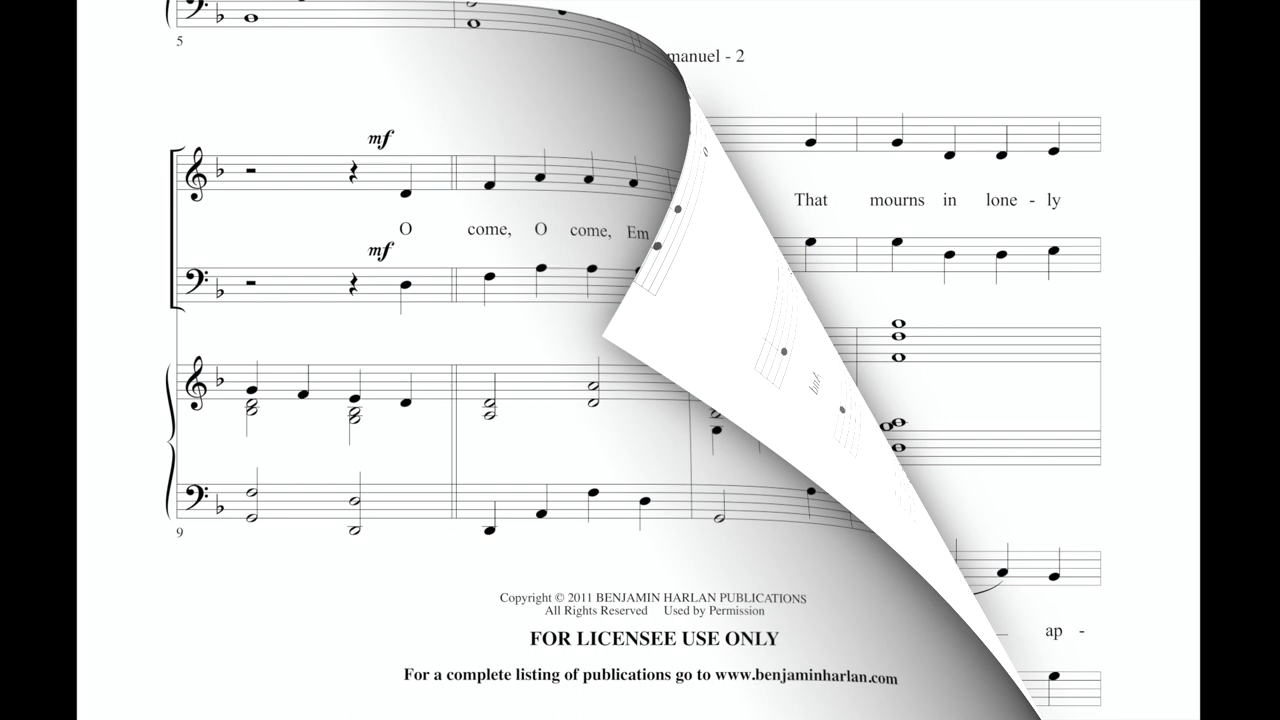 5
manuel - 2
mf
O come, O come, Em
mf
That mourns in lone - ly
9
ap -
Copyright © 2011 BENJAMIN HARLAN PUBLICATIONS
All Rights Reserved Used by Permission
FOR LICENSEE USE ONLY
For a complete listing of publications go to www.benjaminharlan.com